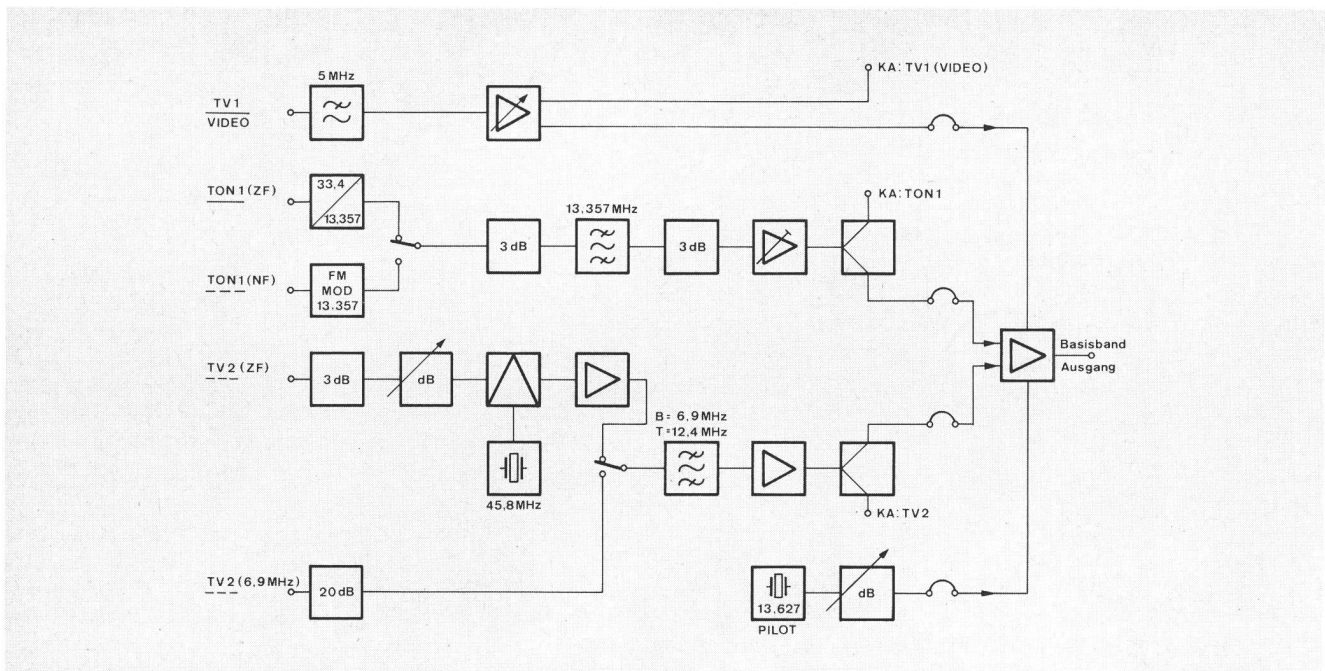 5 MHz
TV1
VIDEO
KA: TV1 (VIDEO)
TON 1 (ZF)
33,4
13,357
KA: TON1
13.357 MHz
3 dB
3 dB
TON1 (NF)
FM
MOD
13.357
Basisband
Ausgang
TV2 (ZF)
3 dB
dB
B = 6,9 MHz
T = 12,4 MHz
45,8 MHz
KA: TV2
TV2 (6,9 MHz)
20 dB
13,627
dB
PILOT